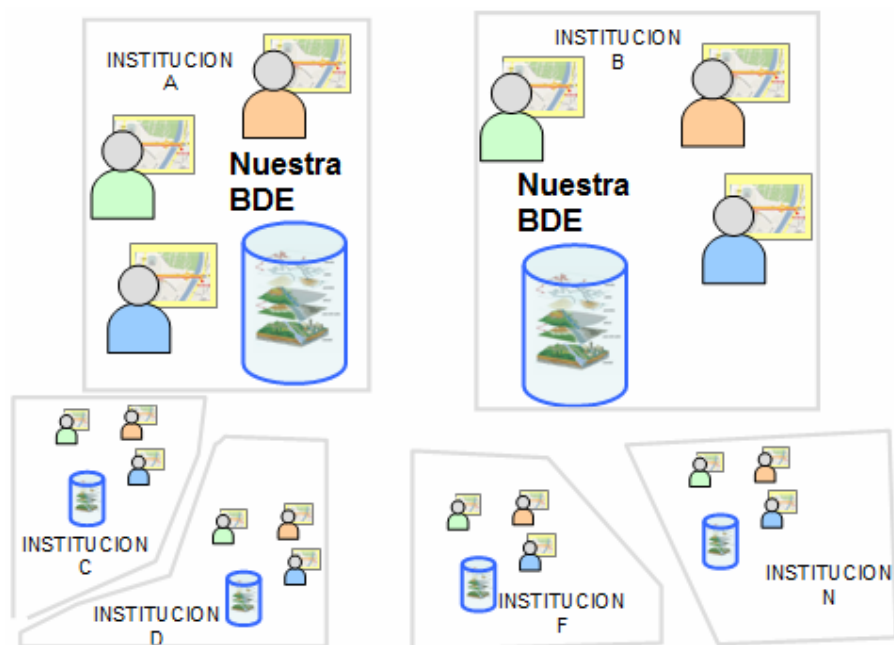 INSTITUCION
A
Nuestra
BDE
INSTITUCION
B
Nuestra
BDE
INSTITUCION
C
INSTITUCION
D
INSTITUCION
F
INSTITUCION
N